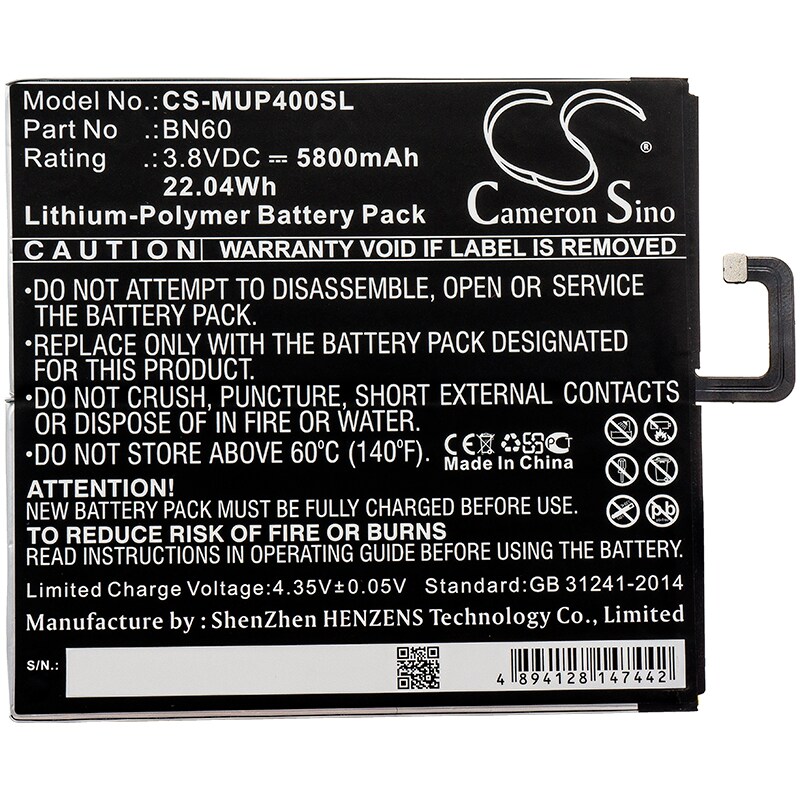 Model No.: CS-MUP400SL
Part No : BN60
Rating : 3.8VDC ⎓ 5800mAh
22.04Wh
Lithium-Polymer Battery Pack
CS ®
Cameron Sino
CAUTION WARRANTY VOID IF LABEL IS REMOVED
•DO NOT ATTEMPT TO DISASSEMBLE, OPEN OR SERVICE
THE BATTERY PACK.
•REPLACE ONLY WITH THE BATTERY PACK DESIGNATED
FOR THIS PRODUCT.
•DO NOT CRUSH, PUNCTURE, SHORT EXTERNAL CONTACTS
OR DISPOSE OF IN FIRE OR WATER.
•DO NOT STORE ABOVE 60°C (140°F).
CE PCT
Made In China
Pb
ATTENTION!
NEW BATTERY PACK MUST BE FULLY CHARGED BEFORE USE.
TO REDUCE RISK OF FIRE OR BURNS
READ INSTRUCTIONS IN OPERATING GUIDE BEFORE BATTERY USE
Limited Charge Voltage:4.35V±0.05V Standard:GB 31241-2014
Manufacture by : ShenZhen HENZENS Technology Co., Limited
S/N.:
4 894128 147442